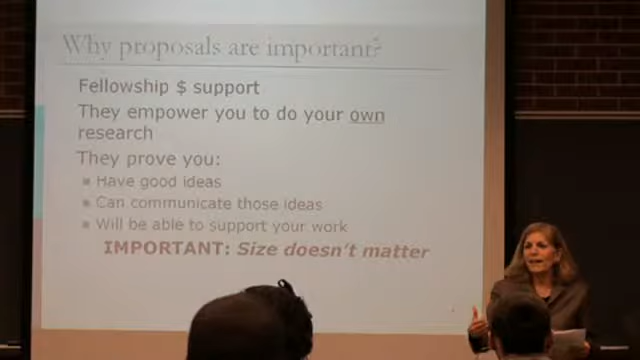 Why proposals are important?
Fellowship $ support
They empower you to do your own
research
They prove you:
Have good ideas
Can communicate those ideas
Will be able to support your work
IMPORTANT: Size doesn't matter